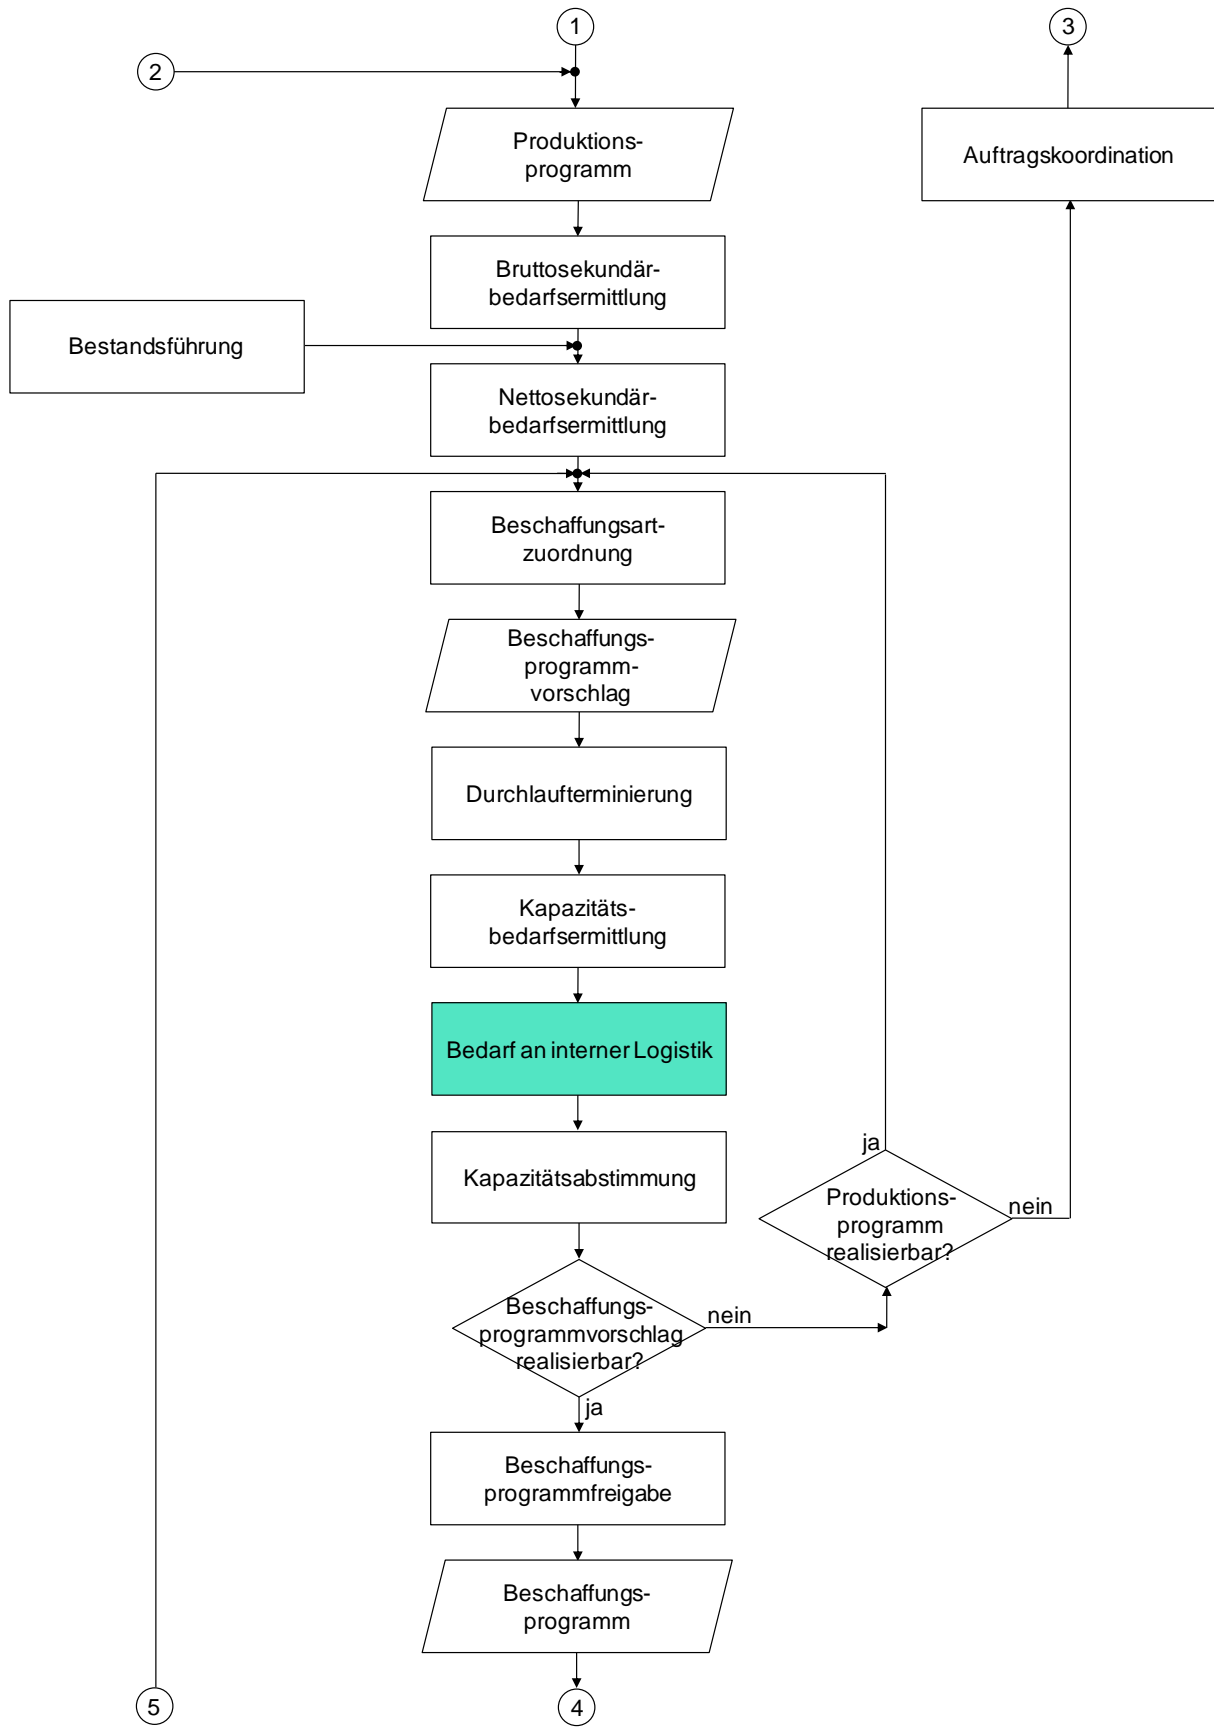 1
3
2
Produktions-
programm
Auftragskoordination
Bruttosekundär-
bedarfsermittlung
Bestandsführung
Nettosekundär-
bedarfsermittlung
Beschaffungsart-
zuordnung
Beschaffungs-
programm-
vorschlag
Durchlaufterminierung
Kapazitäts-
bedarfsermittlung
Bedarf an interner Logistik
Kapazitätsabstimmung
ja
Produktions-
programm
realisierbar?
nein
Beschaffungs-
programmvorschlag
realisierbar?
nein
ja
Beschaffungs-
programmfreigabe
Beschaffungs-
programm
5
4